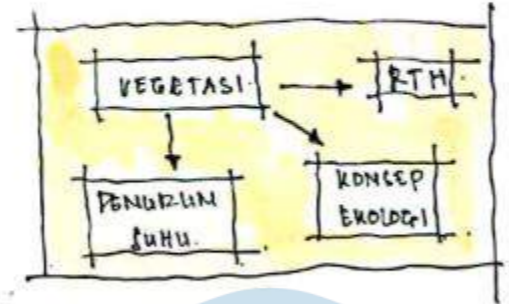 VEGETASI.
RTH.
PENURUN
SUHU.
KONSEP
EKOLOGI